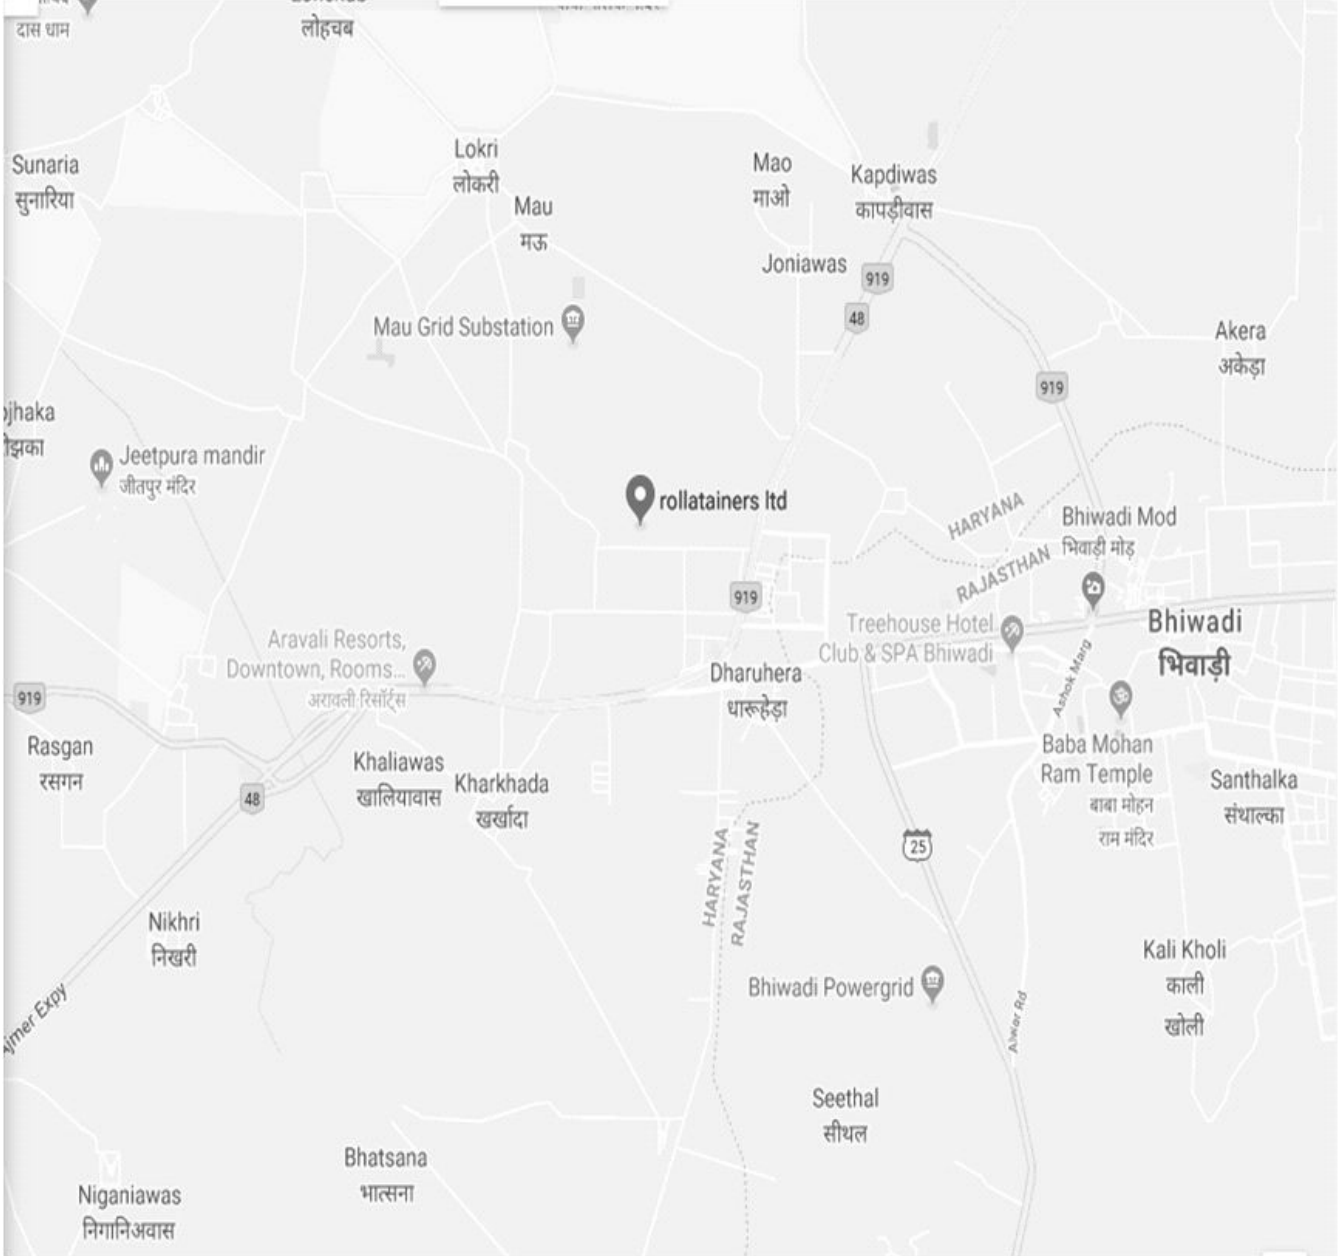 दास धाम
लोहचब
Sunaria
सुनारिया
Lokri
लोकरी
Mau
मऊ
Mao
माओ
Kapdiwas
कापड़ीवास
Joniawas
919
48
Mau Grid Substation
Akera
अकेड़ा
919
Jeetpura mandir
जीतपुर मंदिर
rollatainers ltd
HARYANA
RAJASTHAN
Bhiwadi Mod
भिवाड़ी मोड़
919
Treehouse Hotel
Club & SPA Bhiwadi
Bhiwadi
भिवाड़ी
Aravali Resorts,
Downtown, Rooms...
अरावली रिसॉर्ट्स
Dharuhera
धारूहेड़ा
Ashok Marg
919
Rasgan
रसगन
48
Khaliawas
खालियावास
Kharkhada
खर्खादा
Baba Mohan
Ram Temple
बाबा मोहन
राम मंदिर
Santhalka
संथाल्का
25
HARYANA
RAJASTHAN
Nikhri
निखरी
Kali Kholi
काली
खोली
Bhiwadi Powergrid
Alwar Rd
Expy
Seethal
सीथल
Bhatsana
भात्सना
Niganiawas
निगानिअवास